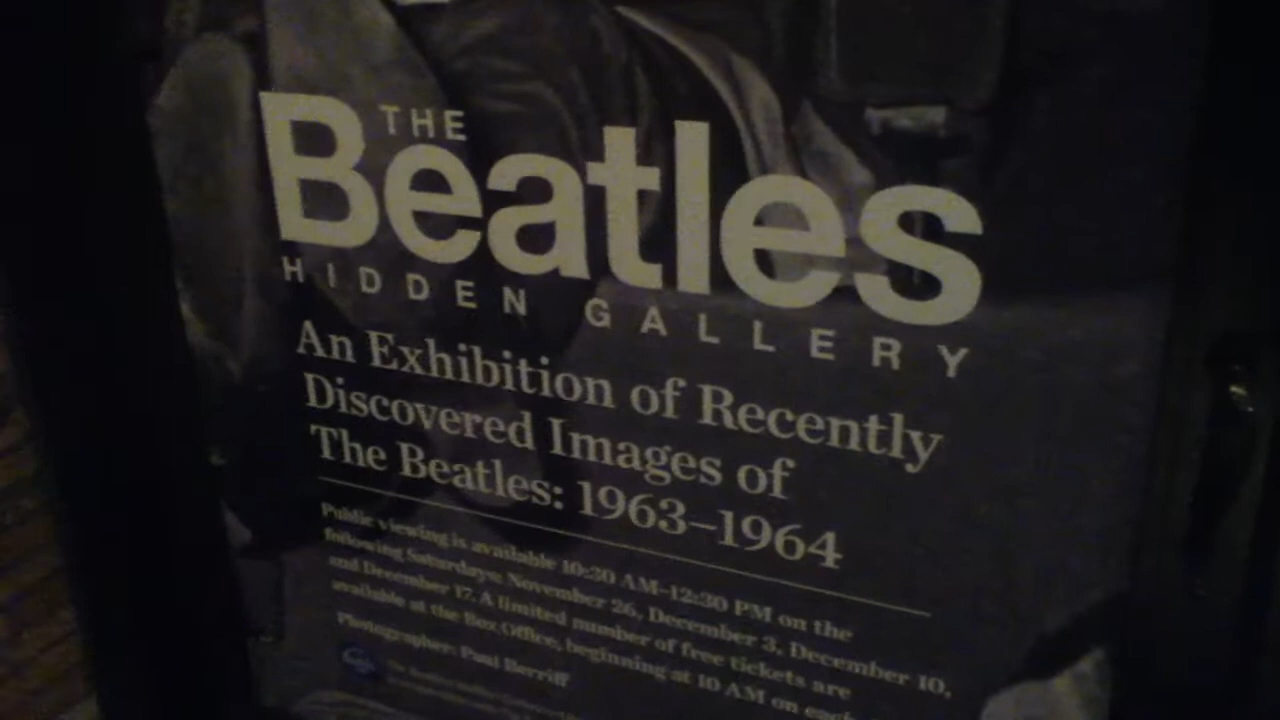 THE
Beatles
HIDDEN GALLERY
An Exhibition of Recently
Discovered Images of
The Beatles: 1963–1964
Public viewing is available 10:30 AM–12:30 PM on the
following Saturdays: November 26, December 3, December 10,
and December 17. A limited number of free tickets are
available at the Box Office, beginning at 10 AM on each
Photographer: Paul Berriff